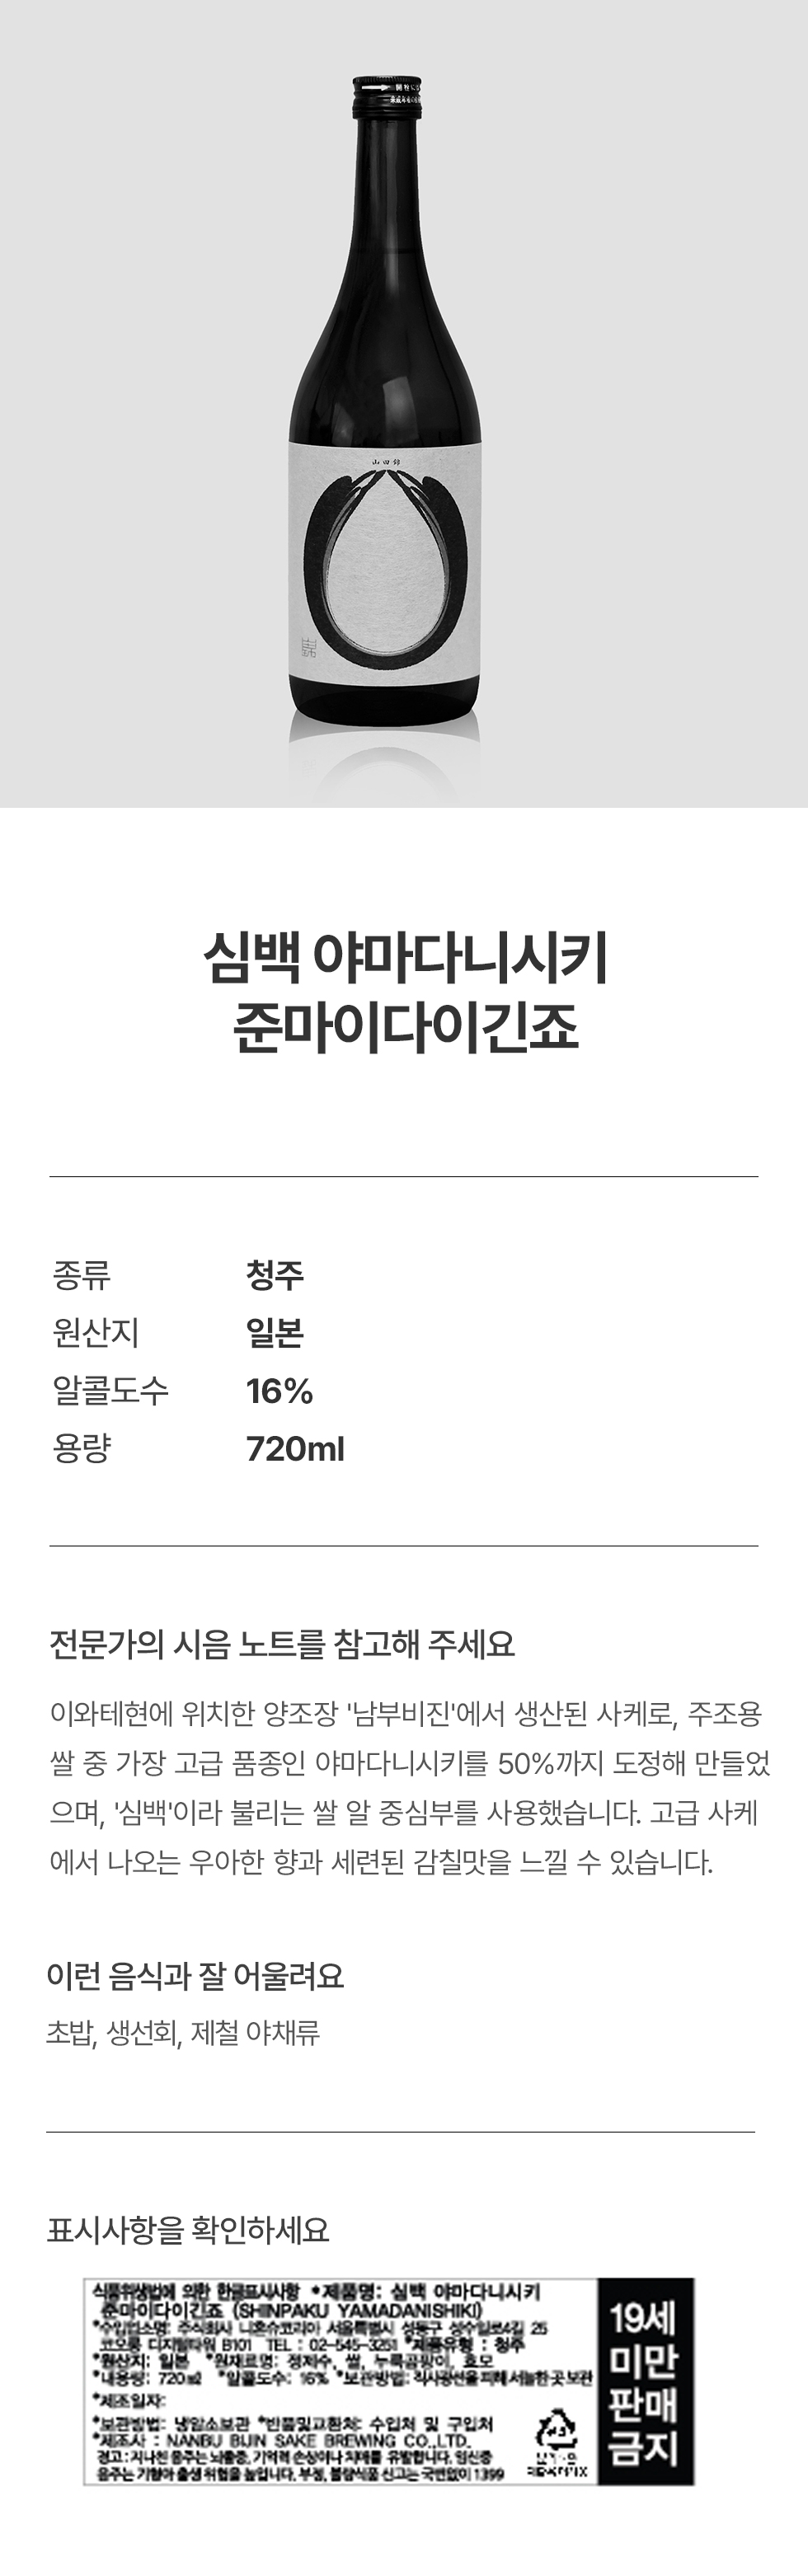 山田錦
심백 야마다니시키
준마이다이긴죠
종류 청주
원산지 일본
알콜도수 16%
용량 720ml
전문가의 시음 노트를 참고해 주세요
이와테현에 위치한 양조장 '남부비진'에서 생산된 사케로, 주조용
쌀 중 가장 고급 품종인 야마다니시키를 50%까지 도정해 만들었
으며, '심백'이라 불리는 쌀 알 중심부를 사용했습니다. 고급 사케
에서 나오는 우아한 향과 세련된 감칠맛을 느낄 수 있습니다.
이런 음식과 잘 어울려요
초밥, 생선회, 제철 야채류
표시사항을 확인하세요
식품위생법에 의한 한글표시사항 *제품명: 심백 야마다니시키
준마이다이긴죠 (SHINPAKU YAMADANISHIKI)
*수입업소명: 주식회사 니혼슈코리아 서울특별시 성동구 성수일로4길 25
코오롱 디지털타워 B101 TEL : 02-545-3251 *제품유형 : 청주
*원산지: 일본 *원재료명: 정제수, 쌀, 누룩곰팡이, 효모
*내용량: 720㎖ *알콜도수: 16% *보관방법: 직사광선을 피해 서늘한 곳 보관
*제조일자:
*보관방법: 냉암소보관 *반품및교환처: 수입처 및 구입처
*제조사 : NANBU BIJIN SAKE BREWING CO.,LTD.
경고 : 지나친 음주는 뇌졸중, 기억력 손상이나 치매를 유발합니다. 임신중
음주는 기형아 출생 위험을 높입니다. 부정, 불량식품 신고는 국번없이 1399
19세
미만
판매
금지